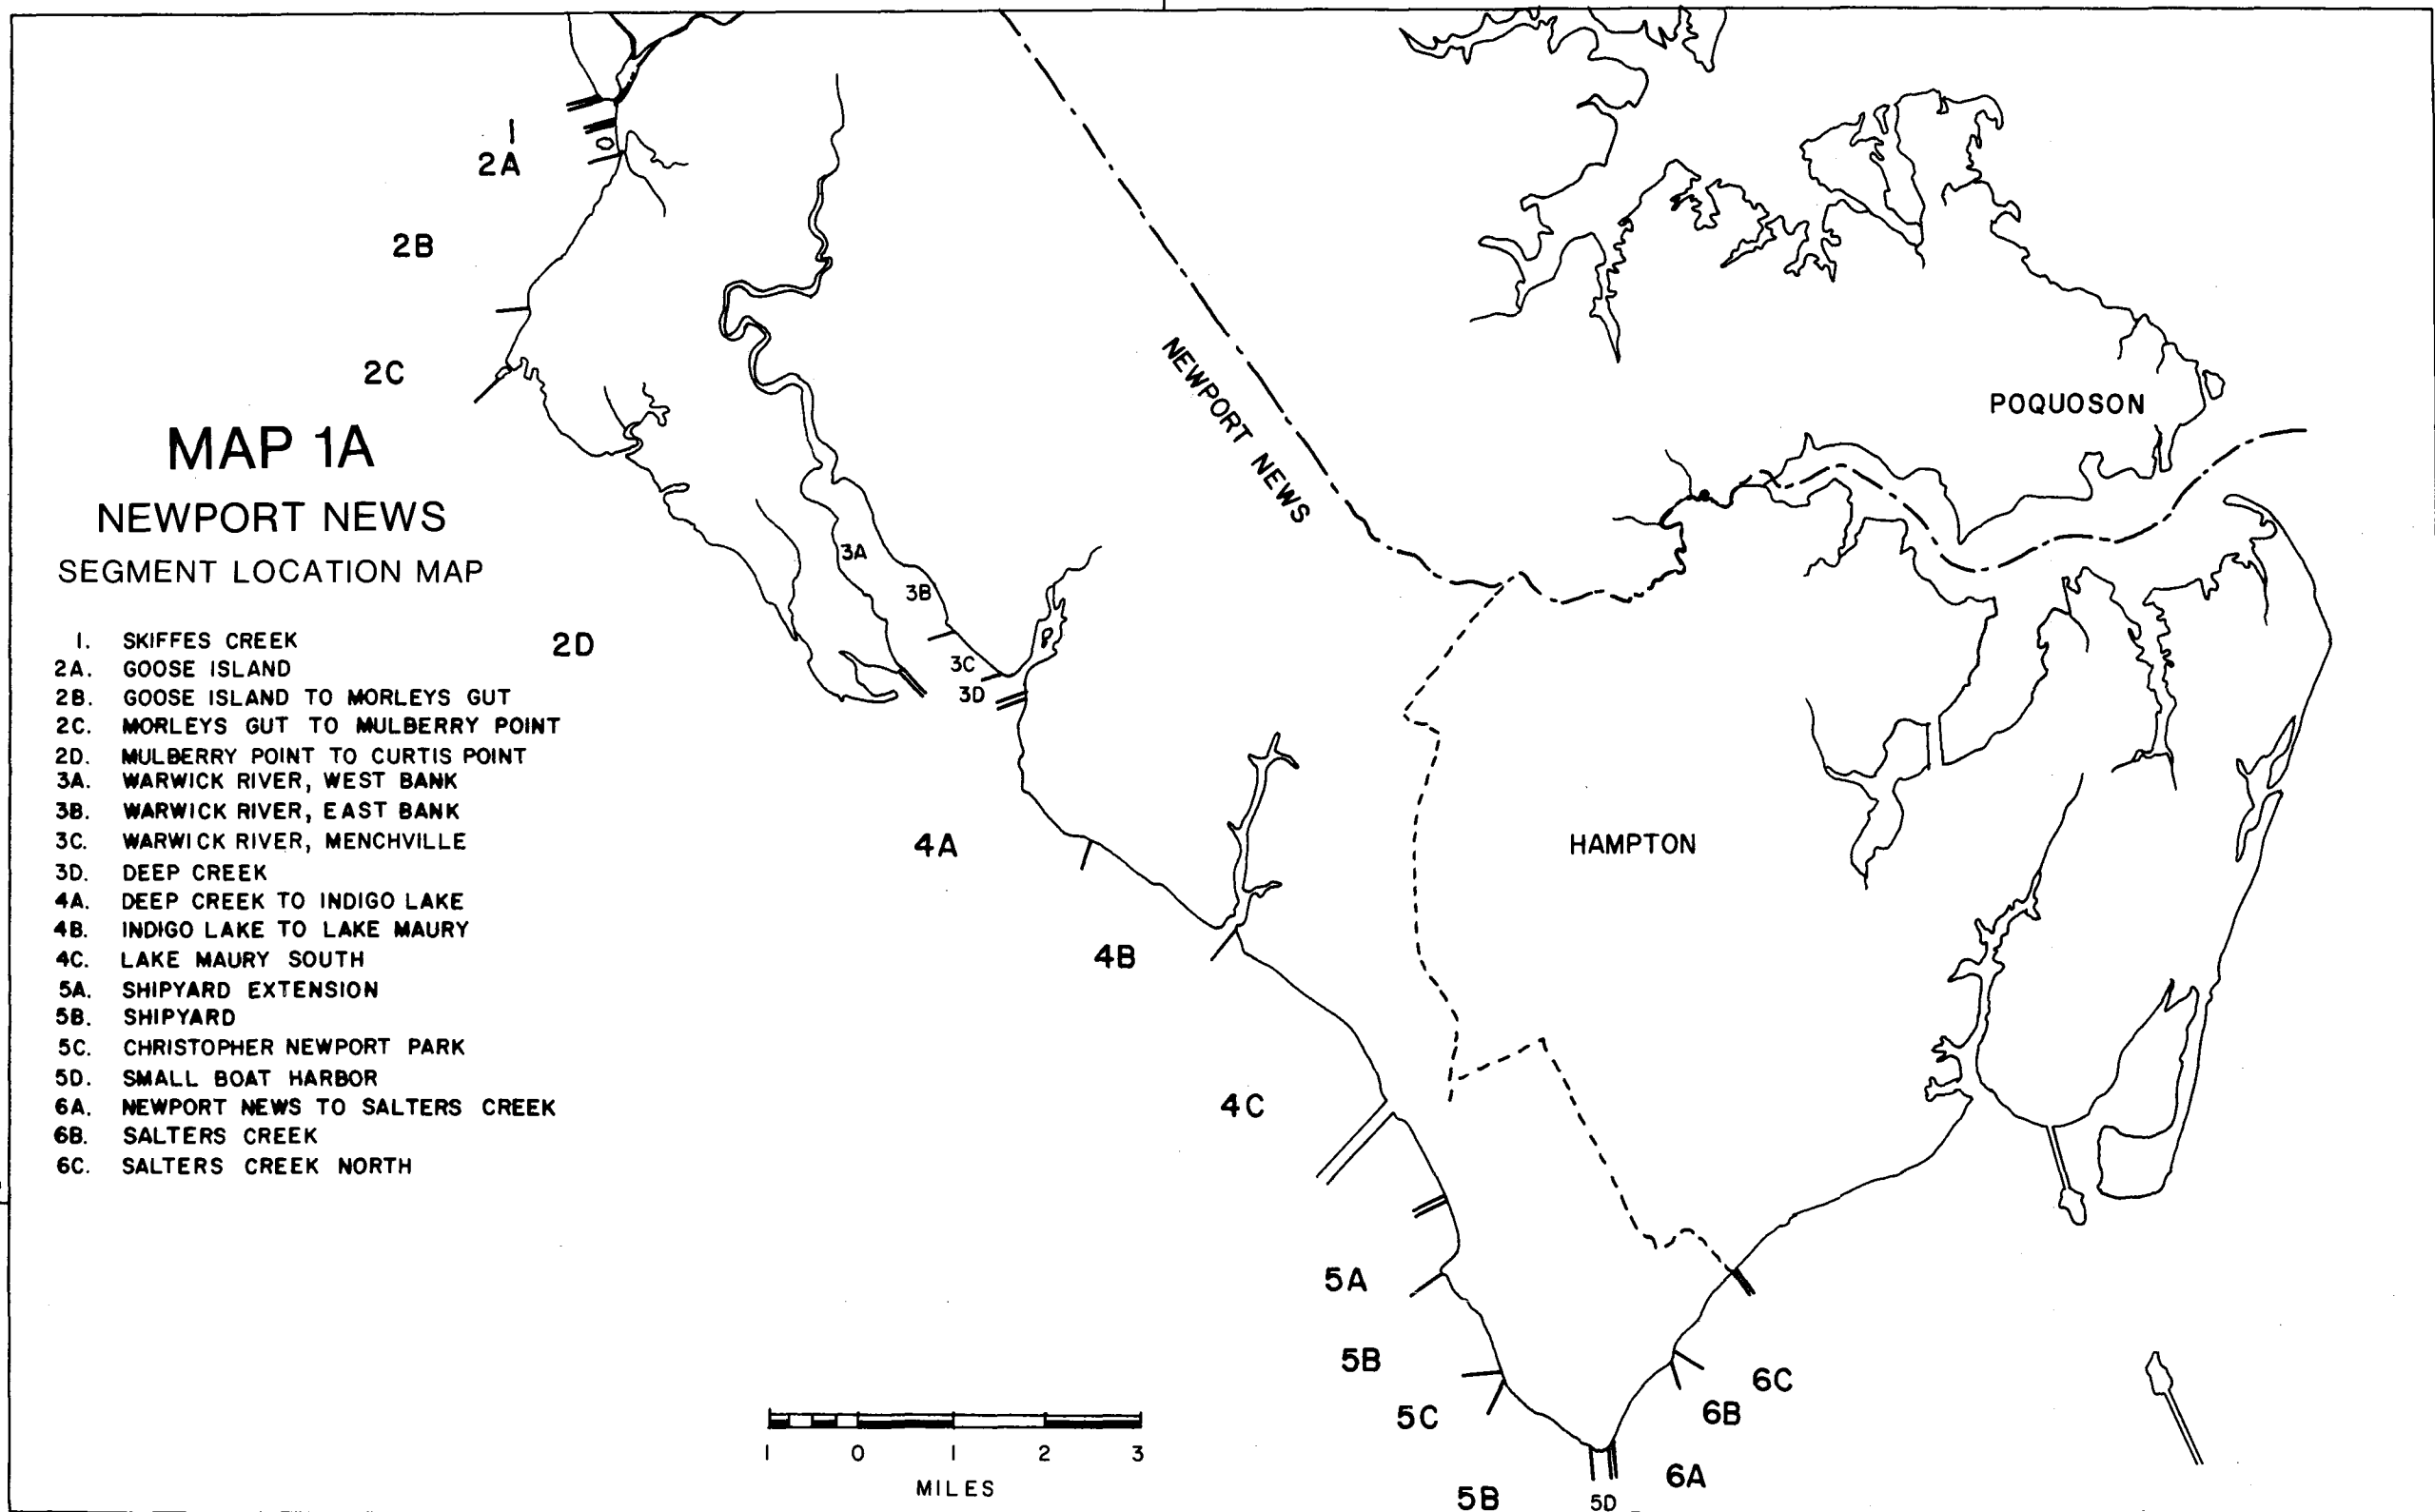 1
2A
2B
2C
MAP 1A
NEWPORT NEWS
SEGMENT LOCATION MAP
1. SKIFFES CREEK
2A. GOOSE ISLAND
2B. GOOSE ISLAND TO MORLEYS GUT
2C. MORLEYS GUT TO MULBERRY POINT
2D. MULBERRY POINT TO CURTIS POINT
3A. WARWICK RIVER, WEST BANK
3B. WARWICK RIVER, EAST BANK
3C. WARWICK RIVER, MENCHVILLE
3D. DEEP CREEK
4A. DEEP CREEK TO INDIGO LAKE
4B. INDIGO LAKE TO LAKE MAURY
4C. LAKE MAURY SOUTH
5A. SHIPYARD EXTENSION
5B. SHIPYARD
5C. CHRISTOPHER NEWPORT PARK
5D. SMALL BOAT HARBOR
6A. NEWPORT NEWS TO SALTERS CREEK
6B. SALTERS CREEK
6C. SALTERS CREEK NORTH
NEWPORT NEWS
POQUOSON
3A
3B
2D
3C
3D
4A
HAMPTON
4B
4C
5A
5B
6C
5C
6B
6A
5B
5D
1 0 1 2 3
MILES